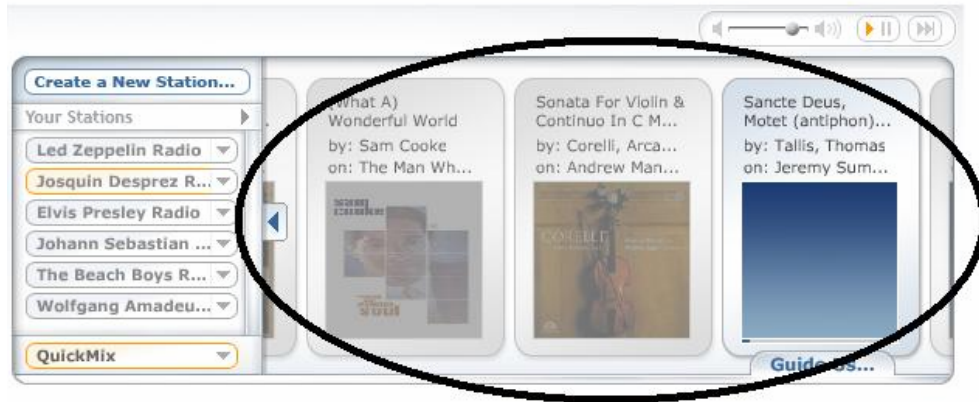 Create a New Station...
Your Stations
Led Zeppelin Radio
Josquin Desprez R...
Elvis Presley Radio
Johann Sebastian ...
The Beach Boys R...
Wolfgang Amadeu...
QuickMix
(What A)
Wonderful World
by: Sam Cooke
on: The Man Wh...
sam
cooke
Sonata For Violin &
Continuo In C M...
by: Corelli, Arca...
on: Andrew Man...
CORELLI
Sancte Deus,
Motet (antiphon)...
by: Tallis, Thomas
on: Jeremy Sum...
Guide Us...